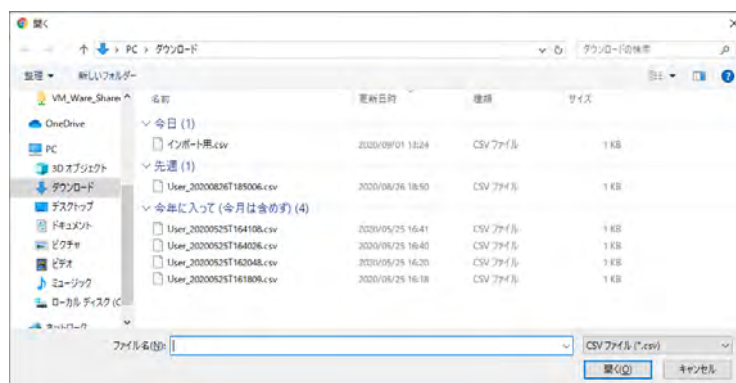 開く
PC > ダウンロード
ダウンロードの検索
整理 新しいフォルダー
名前 更新日時 種類 サイズ
VM_Ware_Share
OneDrive
PC
3D オブジェクト
ダウンロード
デスクトップ
ドキュメント
ピクチャ
ビデオ
ミュージック
ローカル ディスク (C
ネットワーク
今日 (1)
インポート用.csv 2020/09/01 13:24 CSV ファイル 1 KB
先週 (1)
User_20200826T185006.csv 2020/08/26 18:50 CSV ファイル 1 KB
今年に入って (今月は含めず) (4)
User_20200525T164108.csv 2020/05/25 16:41 CSV ファイル 1 KB
User_20200525T164026.csv 2020/05/25 16:40 CSV ファイル 1 KB
User_20200525T162048.csv 2020/05/25 16:20 CSV ファイル 1 KB
User_20200525T161809.csv 2020/05/25 16:18 CSV ファイル 1 KB
ファイル名(N): CSV ファイル (*.csv)
開く(O) キャンセル